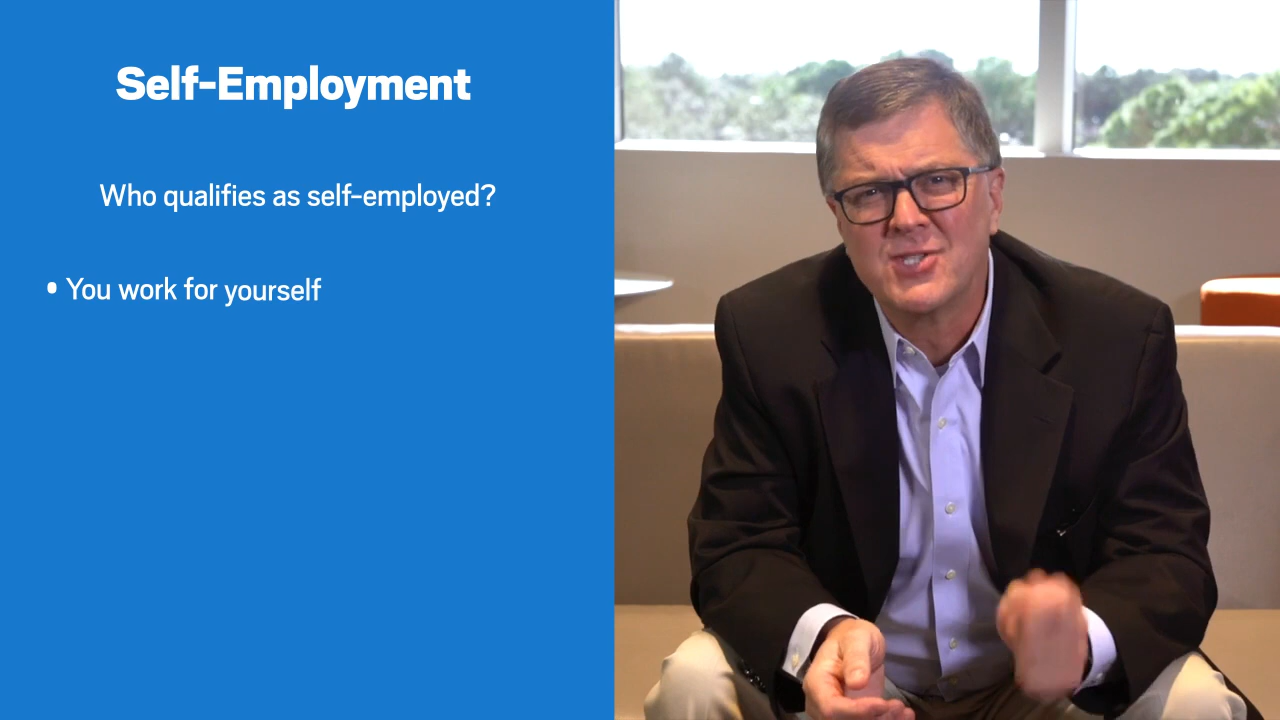 Self-Employment
Who qualifies as self-employed?
• You work for yourself